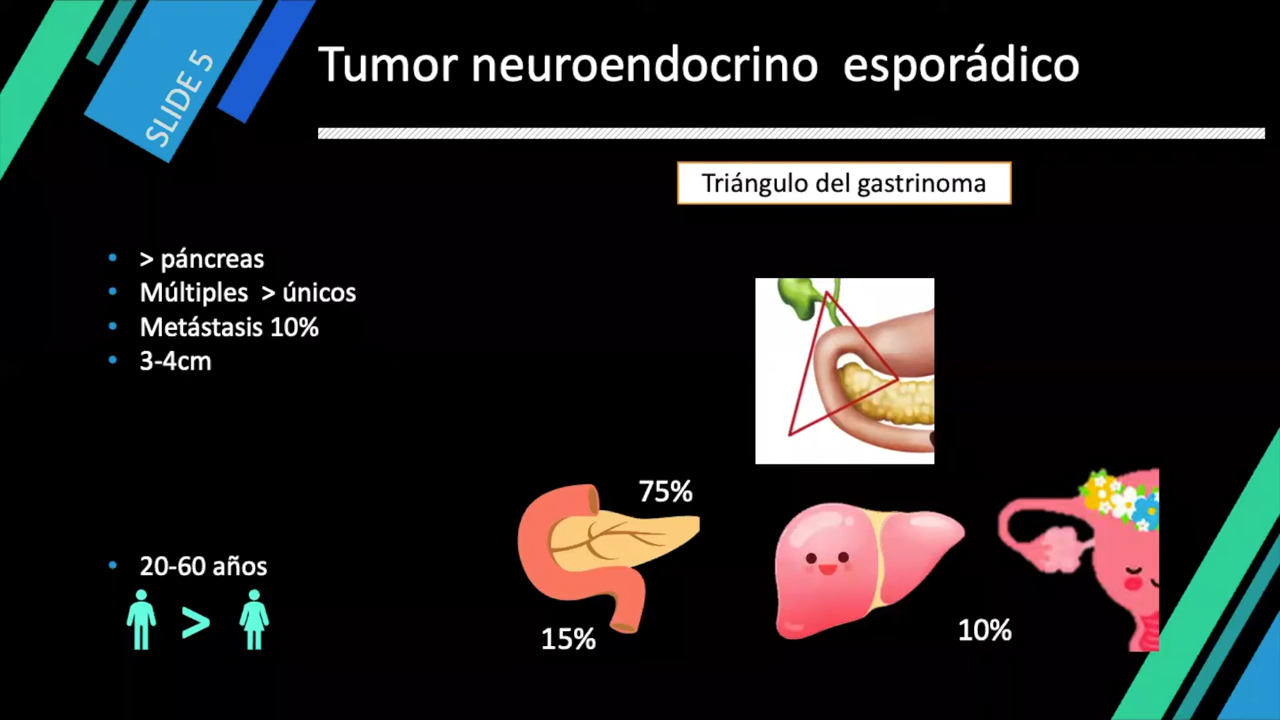 SLIDE 5
Tumor neuroendocrino  esporádico
Triángulo del gastrinoma
> páncreas
Múltiples  > únicos
Metástasis 10%
3-4cm
75%
20-60 años
>
15%
10%